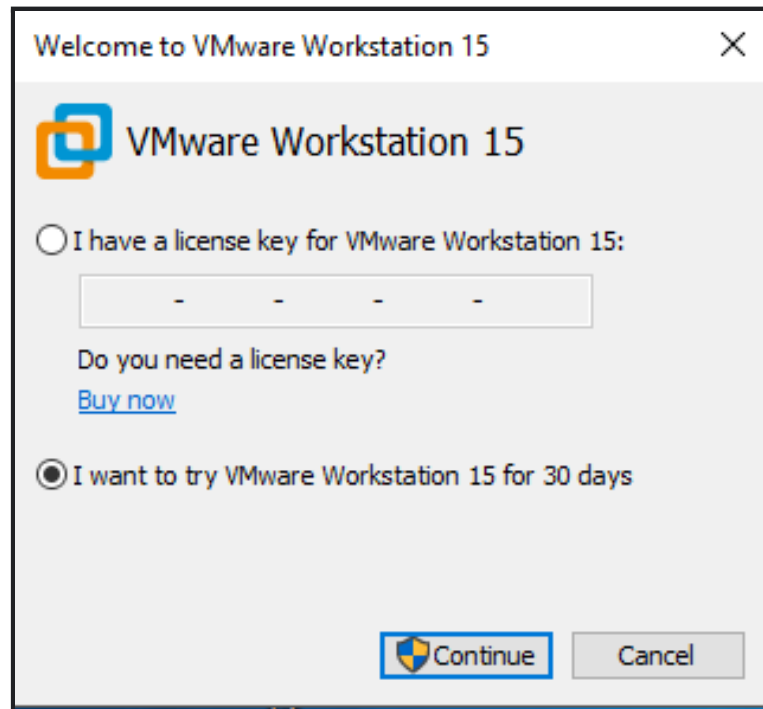 Welcome to VMware Workstation 15
VMware Workstation 15
I have a license key for VMware Workstation 15:
- - - -
Do you need a license key?
Buy now
I want to try VMware Workstation 15 for 30 days
Continue Cancel